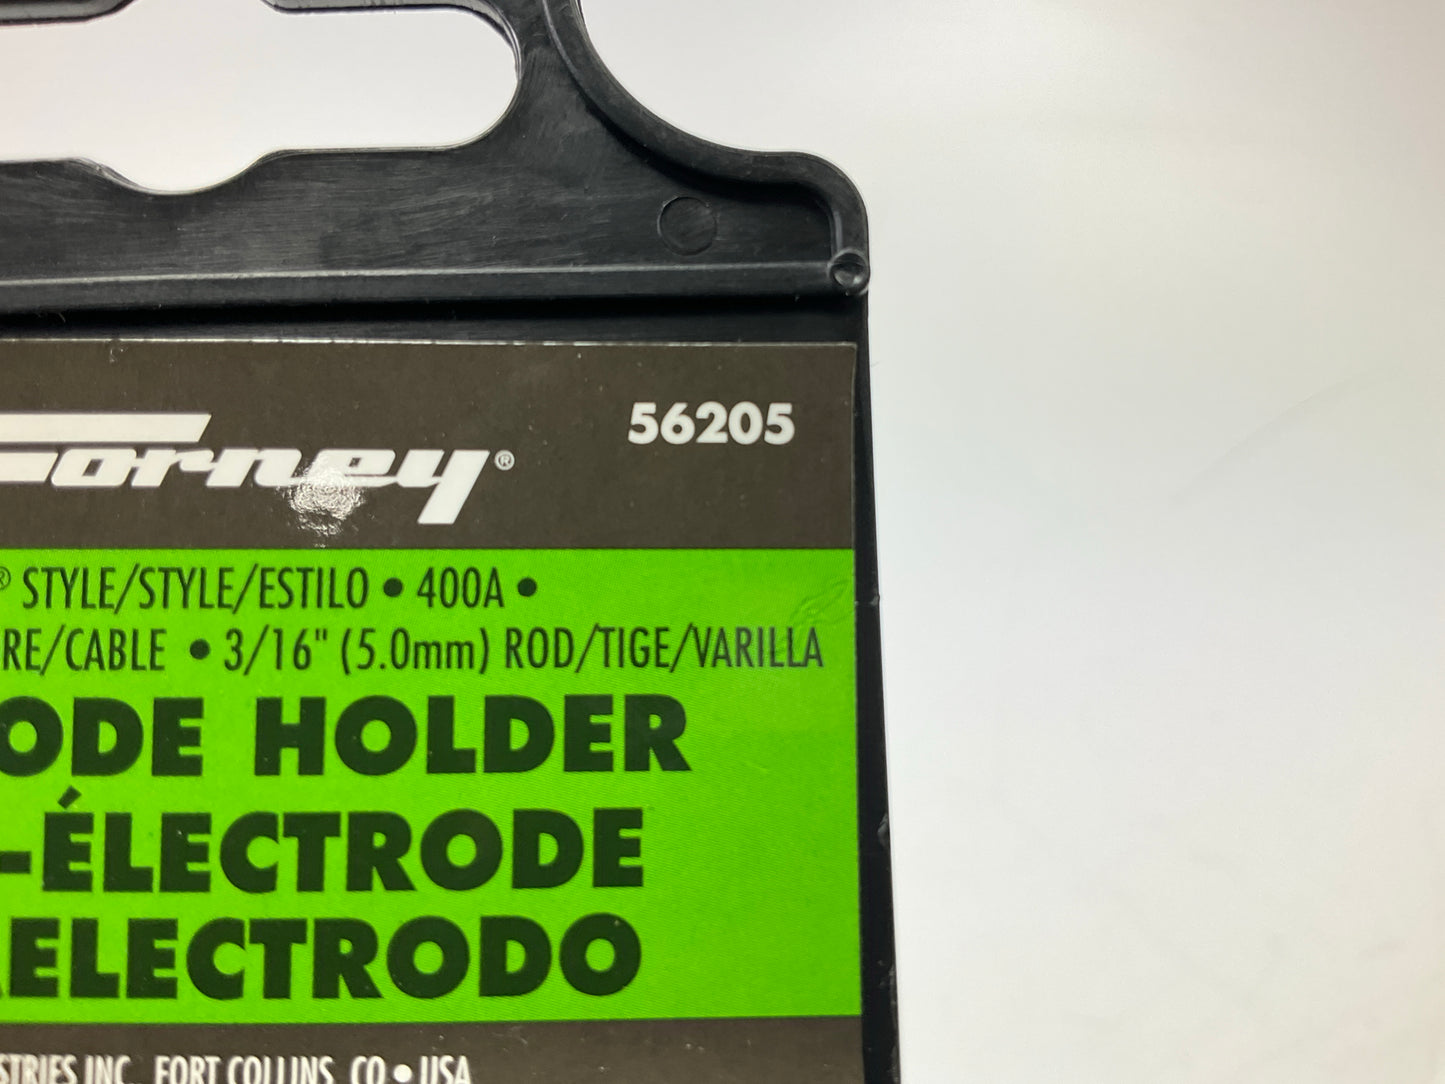 Forney® 56205
® STYLE/STYLE/ESTILO • 400A •
RE/CABLE • 3/16" (5.0mm) ROD/TIGE/VARILLA
ODE HOLDER
-ÉLECTRODE
ELECTRODO
STRIES INC., FORT COLLINS, CO • USA